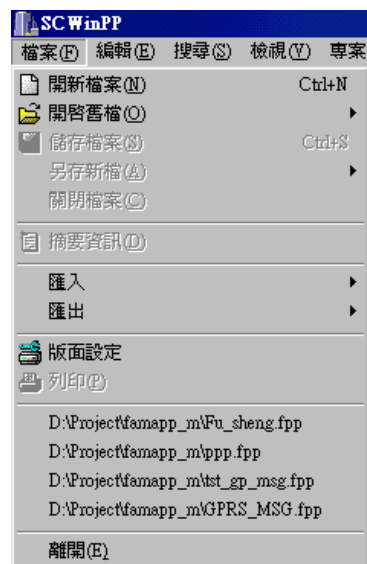 SC WinPP
檔案(F) 編輯(E) 搜尋(S) 檢視(V) 專案
開新檔案(N) Ctrl+N
開啓舊檔(O)
儲存檔案(S) Ctrl+S
另存新檔(A)
關閉檔案(C)
摘要資訊(D)
匯入
匯出
版面設定
列印(P)
D:\Project\famapp_m\Fu_sheng.fpp
D:\Project\famapp_m\ppp.fpp
D:\Project\famapp_m\tst_gp_msg.fpp
D:\Project\famapp_m\GPRS_MSG.fpp
離開(E)